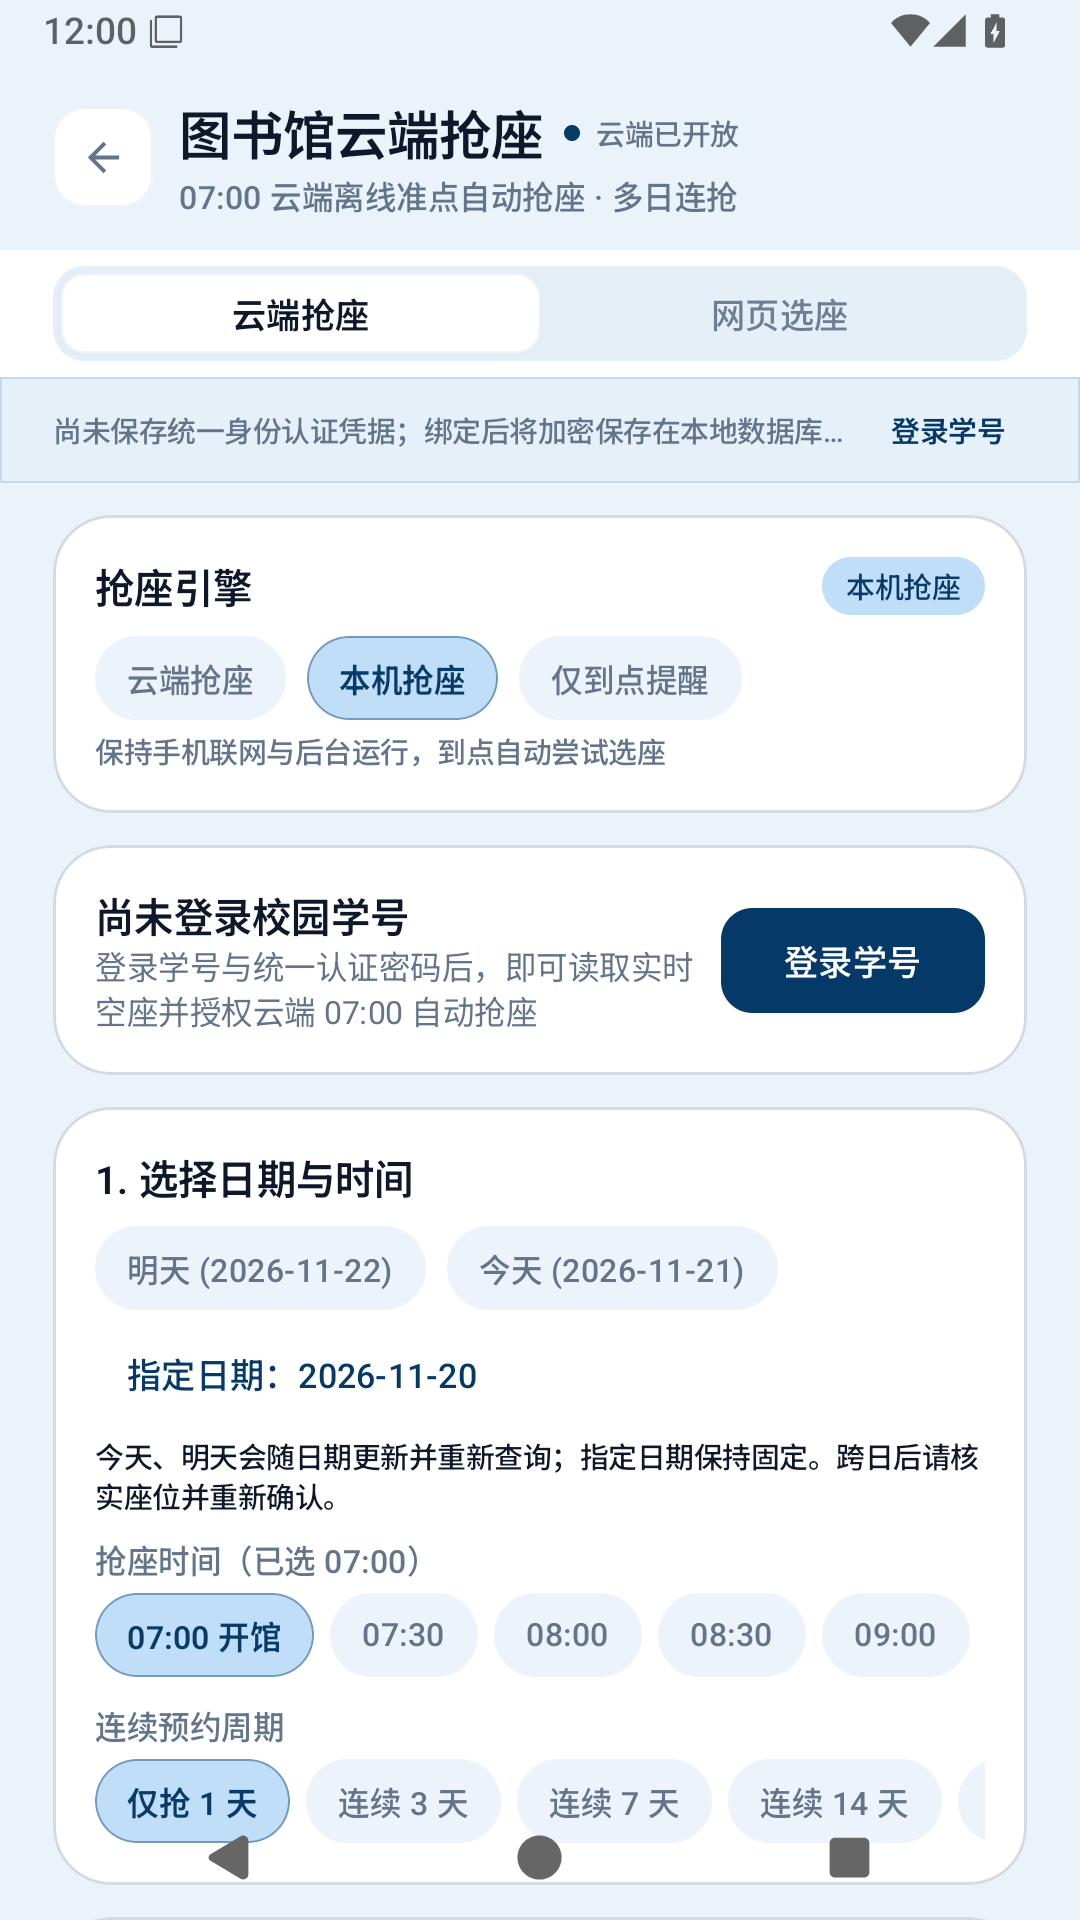 12:00
图书馆云端抢座
云端已开放
07:00 云端离线准点自动抢座 · 多日连抢
云端抢座
网页选座
尚未保存统一身份认证凭据；绑定后将加密保存在本地数据库…
登录学号
抢座引擎
本机抢座
云端抢座
本机抢座
仅到点提醒
保持手机联网与后台运行，到点自动尝试选座
尚未登录校园学号
登录学号与统一认证密码后，即可读取实时
空座并授权云端 07:00 自动抢座
登录学号
1. 选择日期与时间
明天 (2026-11-22)
今天 (2026-11-21)
指定日期：2026-11-20
今天、明天会随日期更新并重新查询；指定日期保持固定。跨日后请核
实座位并重新确认。
抢座时间（已选 07:00）
07:00 开馆
07:30
08:00
08:30
09:00
连续预约周期
仅抢 1 天
连续 3 天
连续 7 天
连续 14 天